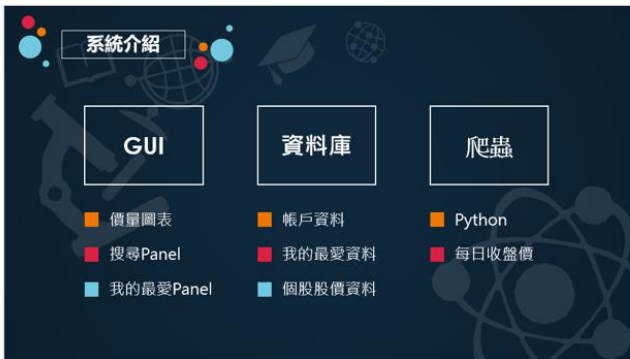 系統介紹
GUI
價量圖表
搜尋Panel
我的最愛Panel
資料庫
帳戶資料
我的最愛資料
個股股價資料
爬蟲
Python
每日收盤價